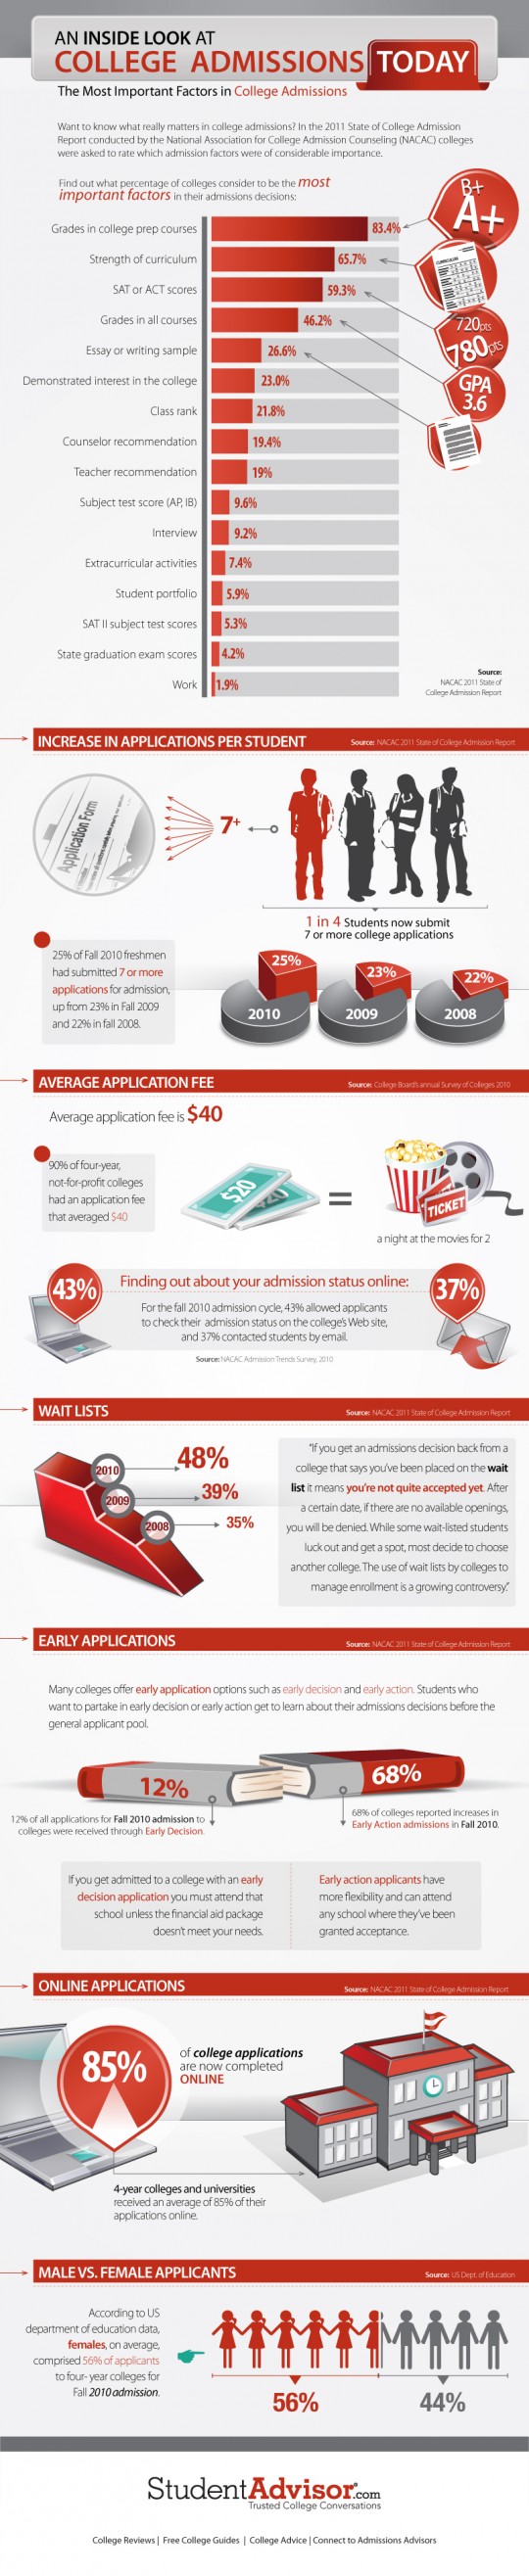 AN INSIDE LOOK AT
COLLEGE ADMISSIONS TODAY
The Most Important Factors in College Admissions
Want to know what really matters in college admissions? In the 2011 State of College Admission
Report conducted by the National Association for College Admission Counseling (NACAC) colleges
were asked to rate which admission factors were of considerable importance.
Find out what percentage of colleges consider to be the most
important factors in their admissions decisions:
B+
A+
Grades in college prep courses 83.4%
Strength of curriculum 65.7%
SAT or ACT scores 59.3%
720pts
780pts
Grades in all courses 46.2%
Essay or writing sample 26.6%
GPA
3.6
Demonstrated interest in the college 23.0%
Class rank 21.8%
Counselor recommendation 19.4%
Teacher recommendation 19%
Subject test score (AP, IB) 9.6%
Interview 9.2%
Extracurricular activities 7.4%
Student portfolio 5.9%
SAT II subject test scores 5.3%
State graduation exam scores 4.2%
Work 1.9%
Source:
NACAC 2011 State of
College Admission Report
INCREASE IN APPLICATIONS PER STUDENT
Source: NACAC 2011 State of College Admission Report
Application Form
7+
1 in 4 Students now submit
7 or more college applications
25% of Fall 2010 freshmen
had submitted 7 or more
applications for admission,
up from 23% in Fall 2009
and 22% in fall 2008.
25%
2010
23%
2009
22%
2008
AVERAGE APPLICATION FEE
Source: College Board's annual Survey of Colleges 2010
Average application fee is $40
90% of four-year,
not-for-profit colleges
had an application fee
that averaged $40
$20
$20
=
TICKET
a night at the movies for 2
43%
Finding out about your admission status online:
For the fall 2010 admission cycle, 43% allowed applicants
to check their admission status on the college's Web site,
and 37% contacted students by email.
37%
Source: NACAC Admission Trends Survey, 2010
WAIT LISTS
Source: NACAC 2011 State of College Admission Report
2010 48%
2009 39%
2008 35%
"If you get an admissions decision back from a
college that says you've been placed on the wait
list it means you're not quite accepted yet. After
a certain date, if there are no available openings,
you will be denied. While some wait-listed students
luck out and get a spot, most decide to choose
another college. The use of wait lists by colleges to
manage enrollment is a growing controversy."
EARLY APPLICATIONS
Source: NACAC 2011 State of College Admission Report
Many colleges offer early application options such as early decision and early action. Students who
want to partake in early decision or early action get to learn about their admissions decisions before the
general applicant pool.
12%
68%
12% of all applications for Fall 2010 admission to
colleges were received through Early Decision.
68% of colleges reported increases in
Early Action admissions in Fall 2010.
If you get admitted to a college with an early
decision application you must attend that
school unless the financial aid package
doesn't meet your needs.
Early action applicants have
more flexibility and can attend
any school where they've been
granted acceptance.
ONLINE APPLICATIONS
Source: NACAC 2011 State of College Admission Report
85%
of college applications
are now completed
ONLINE
4-year colleges and universities
received an average of 85% of their
applications online.
MALE VS. FEMALE APPLICANTS
Source: US Dept. of Education
According to US
department of education data,
females, on average,
comprised 56% of applicants
to four- year colleges for
Fall 2010 admission.
56%
44%
StudentAdvisor.com
Trusted College Conversations
College Reviews | Free College Guides | College Advice | Connect to Admissions Advisors